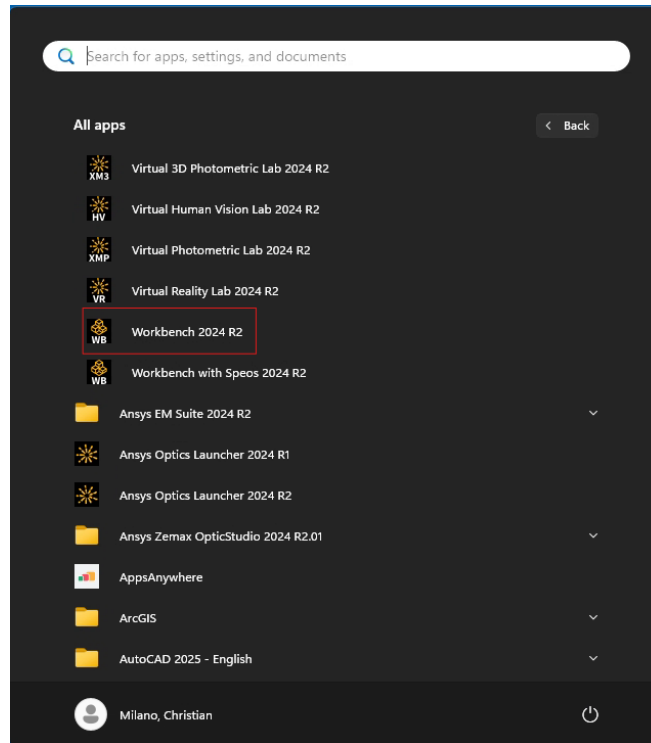 Search for apps, settings, and documents
All apps
< Back
XM3 Virtual 3D Photometric Lab 2024 R2
HV Virtual Human Vision Lab 2024 R2
XMP Virtual Photometric Lab 2024 R2
VR Virtual Reality Lab 2024 R2
WB Workbench 2024 R2
WB Workbench with Speos 2024 R2
Ansys EM Suite 2024 R2
Ansys Optics Launcher 2024 R1
Ansys Optics Launcher 2024 R2
Ansys Zemax OpticStudio 2024 R2.01
AppsAnywhere
ArcGIS
AutoCAD 2025 - English
Milano, Christian